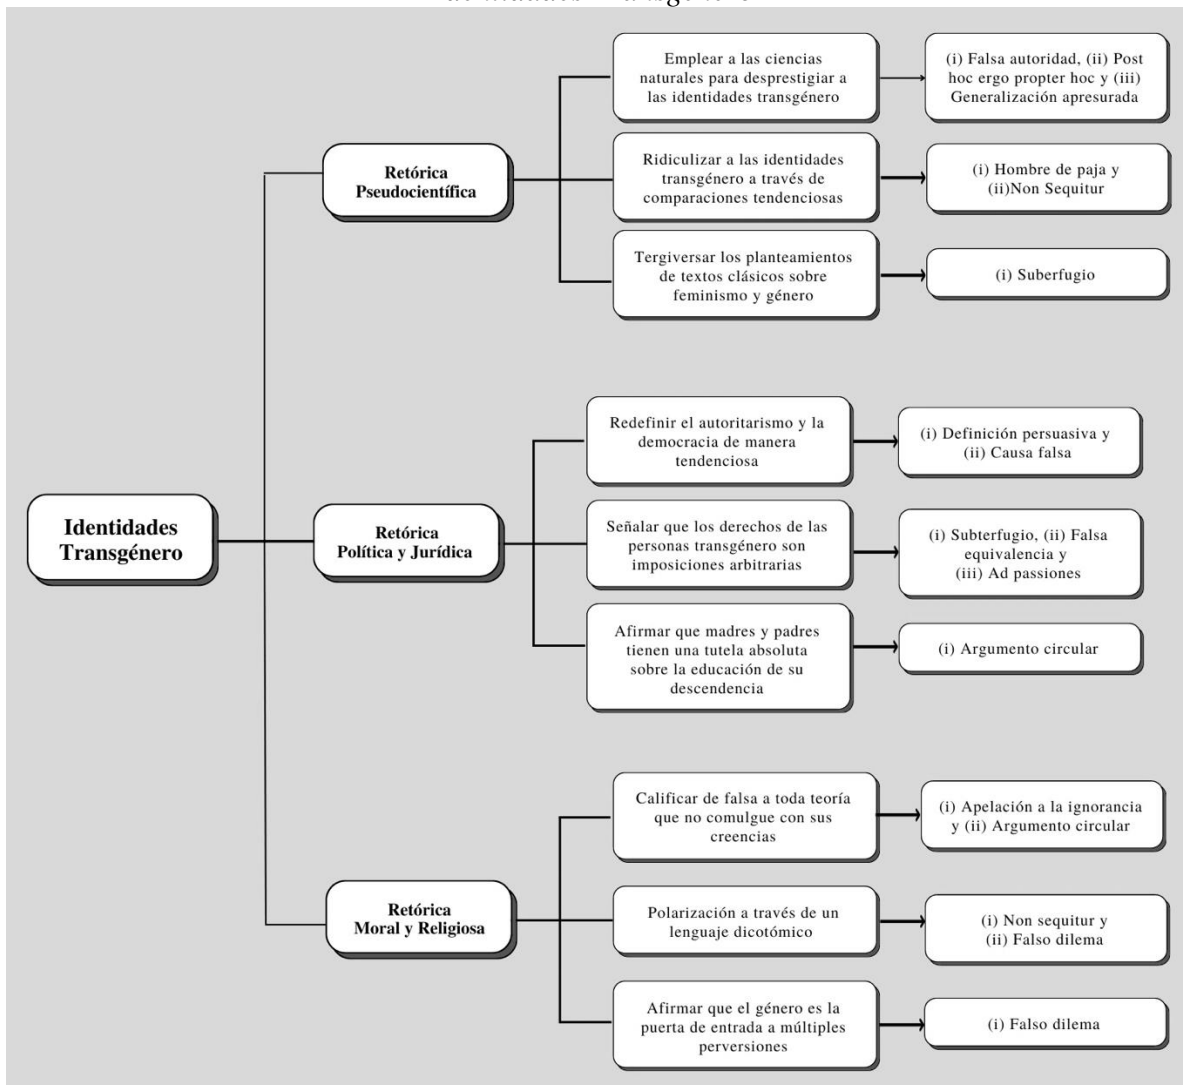 Identidades
Transgénero
Retórica
Pseudocientífica
Emplear a las ciencias
naturales para desprestigiar a
las identidades transgénero
(i) Falsa autoridad, (ii) Post
hoc ergo propter hoc y (iii)
Generalización apresurada
Ridiculizar a las identidades
transgénero a través de
comparaciones tendenciosas
(i) Hombre de paja y
(ii)Non Sequitur
Tergiversar los planteamientos
de textos clásicos sobre
feminismo y género
(i) Suberfugio
Retórica
Política y Jurídica
Redefinir el autoritarismo y la
democracia de manera
tendenciosa
(i) Definición persuasiva y
(ii) Causa falsa
Señalar que los derechos de las
personas transgénero son
imposiciones arbitrarias
(i) Subterfugio, (ii) Falsa
equivalencia y
(iii) Ad passiones
Afirmar que madres y padres
tienen una tutela absoluta
sobre la educación de su
descendencia
(i) Argumento circular
Retórica
Moral y Religiosa
Calificar de falsa a toda teoría
que no comulgue con sus
creencias
(i) Apelación a la ignorancia
y (ii) Argumento circular
Polarización a través de un
lenguaje dicotómico
(i) Non sequitur y
(ii) Falso dilema
Afirmar que el género es la
puerta de entrada a múltiples
perversiones
(i) Falso dilema